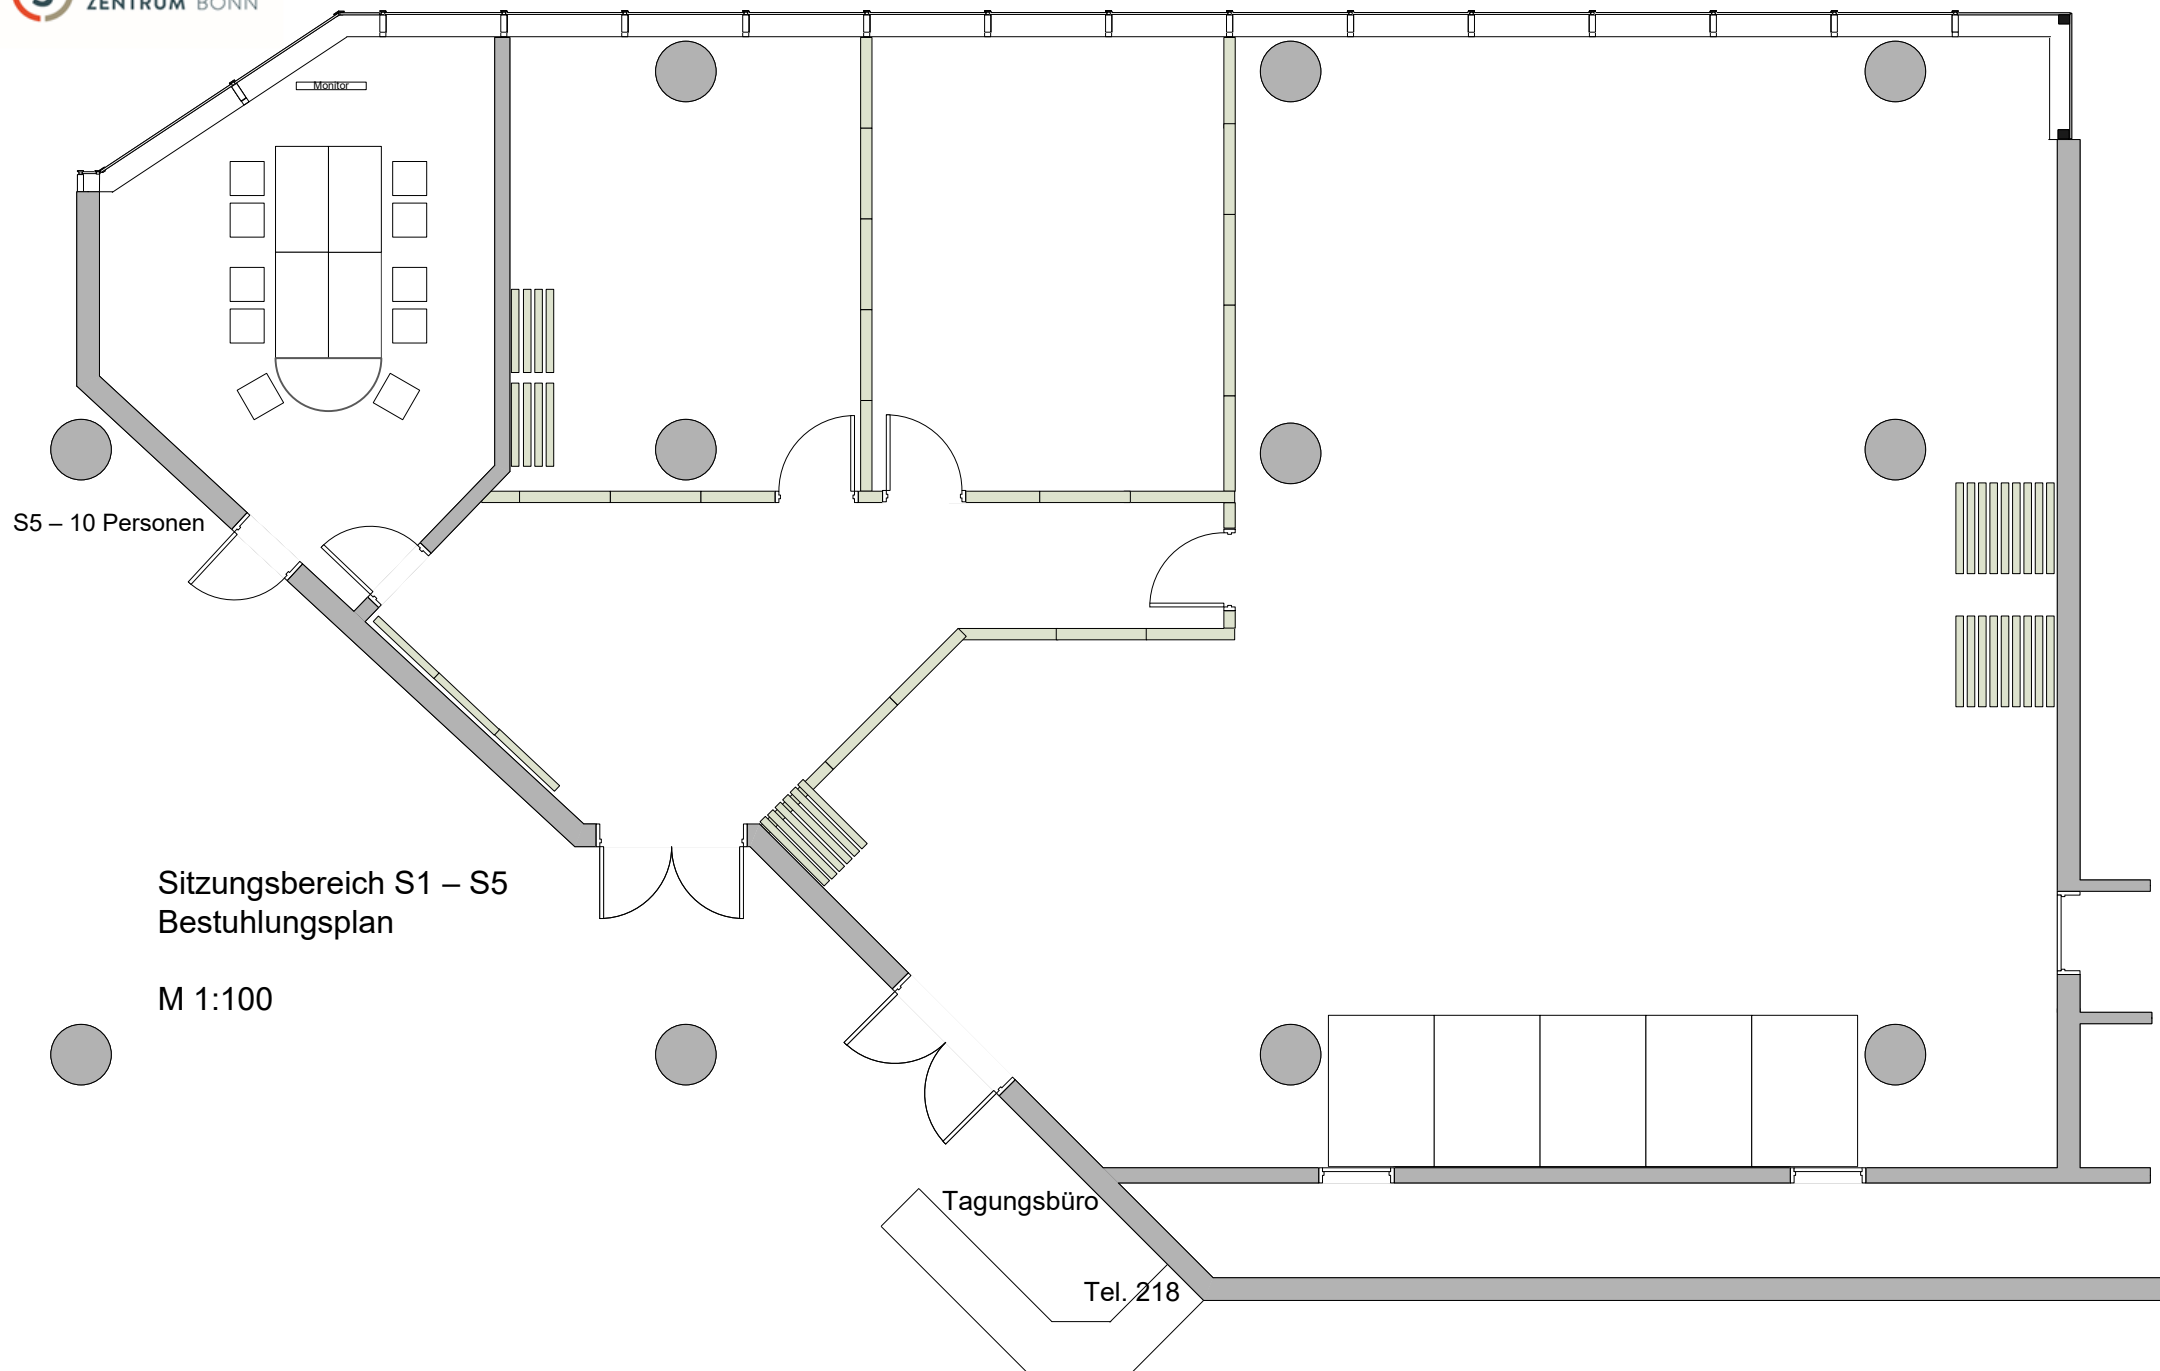 ZENTRUM BONN
Monitor
S5 – 10 Personen
Sitzungsbereich S1 – S5
Bestuhlungsplan
M 1:100
Tagungsbüro
Tel. 218